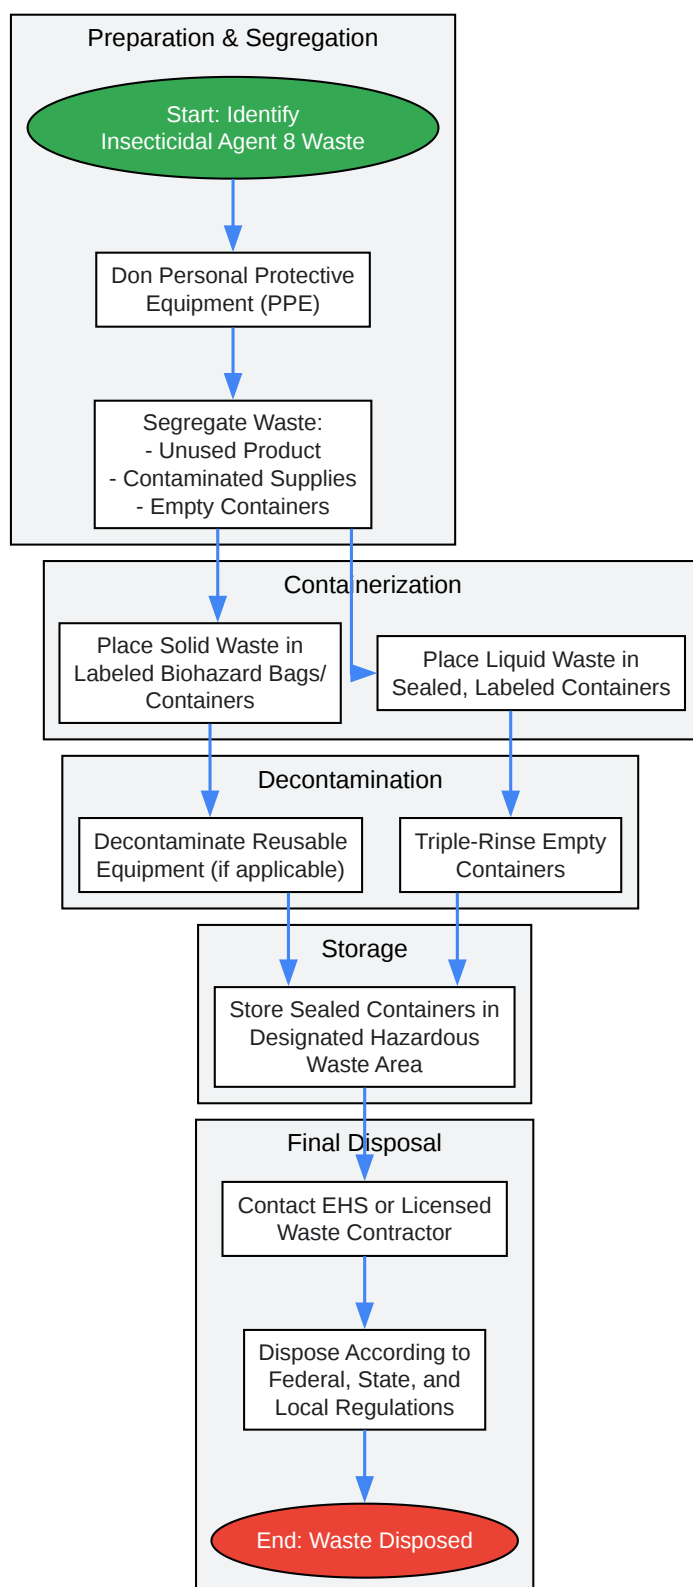 Preparation & Segregation
Start: Identify
Insecticidal Agent 8 Waste
Don Personal Protective
Equipment (PPE)
Segregate Waste:
- Unused Product
- Contaminated Supplies
- Empty Containers
Containerization
Place Solid Waste in
Labeled Biohazard Bags/
Containers
Place Liquid Waste in
Sealed, Labeled Containers
Decontamination
Decontaminate Reusable
Equipment (if applicable)
Triple-Rinse Empty
Containers
Storage
Store Sealed Containers in
Designated Hazardous
Waste Area
Final Disposal
Contact EHS or Licensed
Waste Contractor
Dispose According to
Federal, State, and
Local Regulations
End: Waste Disposed